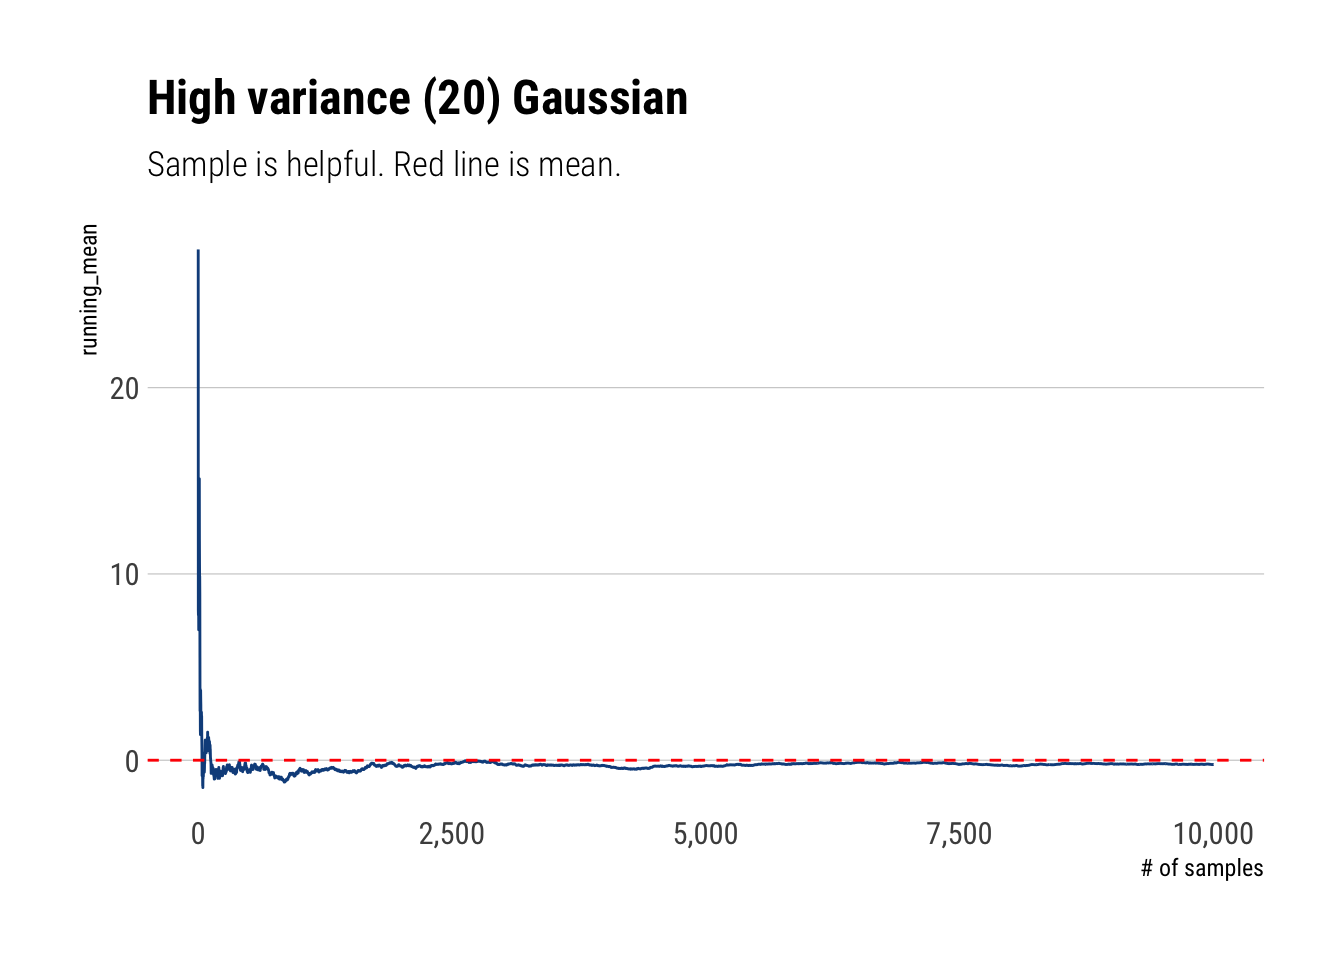 High variance (20) Gaussian
Sample is helpful. Red line is mean.
running_mean
20
10
0
0 2,500 5,000 7,500 10,000
# of samples